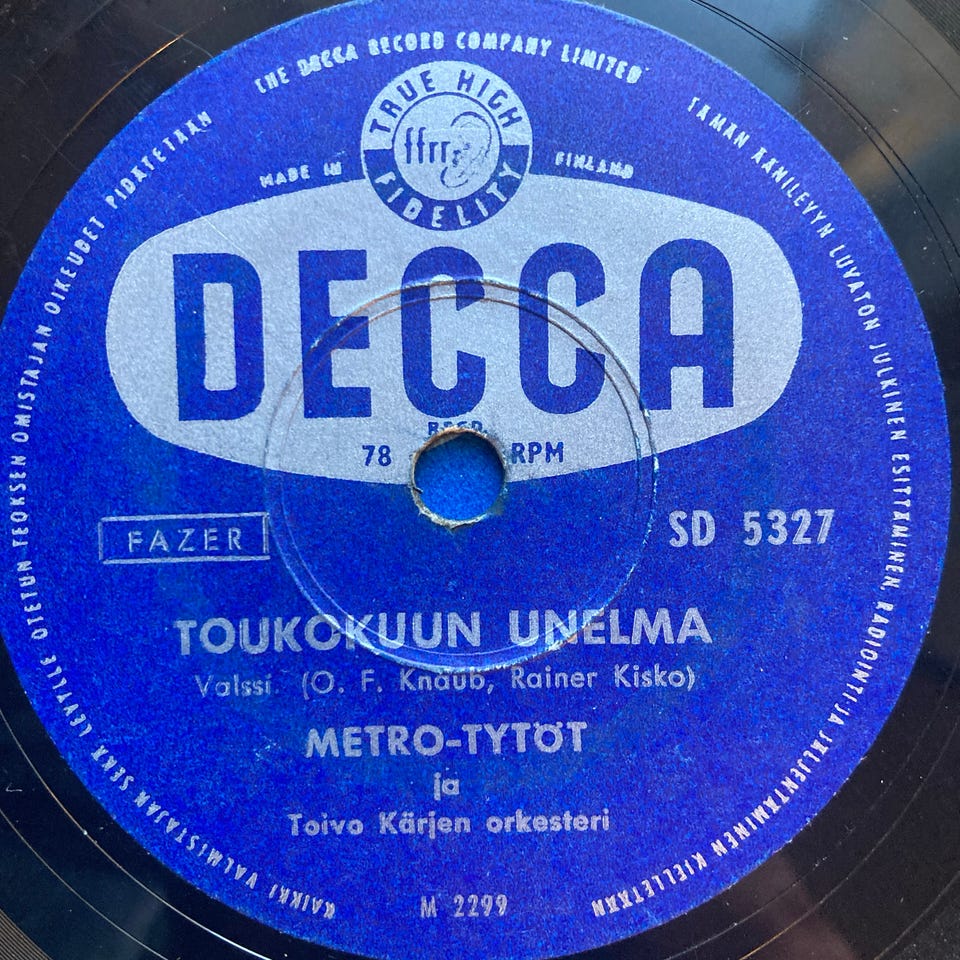 KAIKKI VALMISTAJAN SEKÄ LEVYLLE OTETUN TEOKSEN OMISTAJAN OIKEUDET PIDÄTETÄÄN
THE DECCA RECORD COMPANY LIMITED
TÄMÄN ÄÄNILEVYN LUVATON JULKINEN ESITTÄMINEN, RADIOINTI JA JÄLJENTÄMINEN KIELLETÄÄN
TRUE HIGH
ffrr
FIDELITY
MADE IN FINLAND
DECCA
78 RPM
FAZER
SD 5327
TOUKOKUUN UNELMA
Valssi. (O. F. Knaub, Rainer Kisko)
METRO-TYTÖT
ja
Toivo Kärjen orkesteri
M 2299